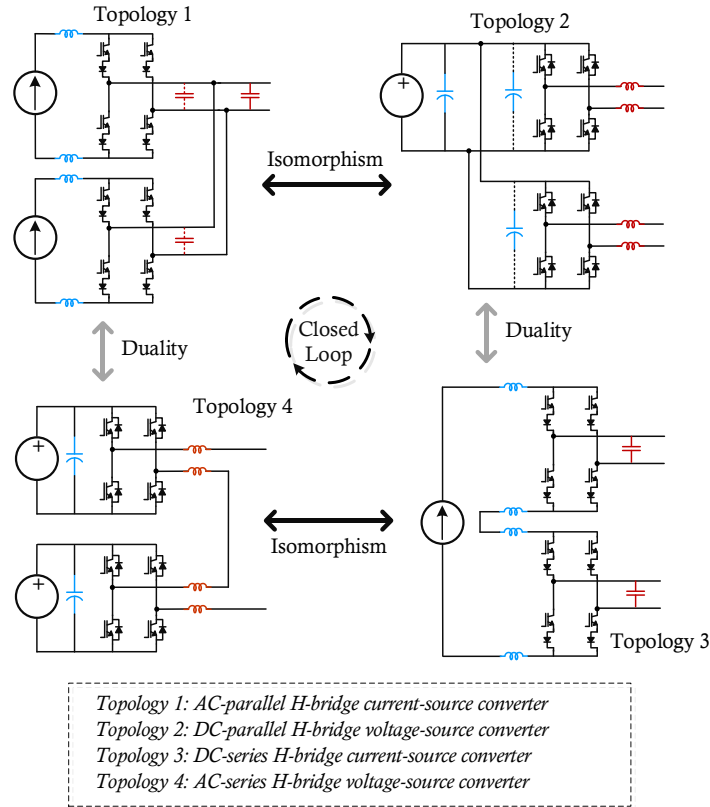 Topology 1
Topology 2
Isomorphism
Duality
Closed
Loop
Duality
Topology 4
Isomorphism
Topology 3
Topology 1: AC-parallel H-bridge current-source converter
Topology 2: DC-parallel H-bridge voltage-source converter
Topology 3: DC-series H-bridge current-source converter
Topology 4: AC-series H-bridge voltage-source converter